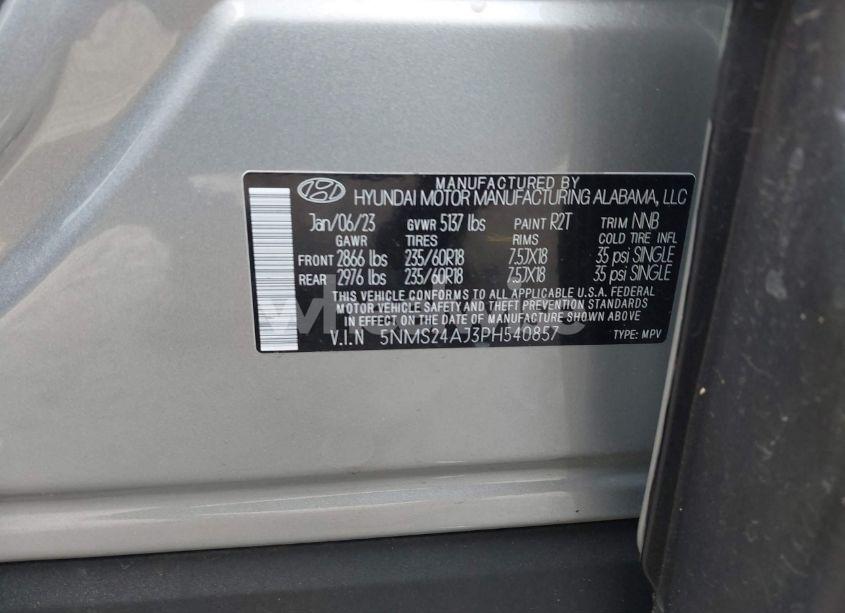 MANUFACTURED BY
HYUNDAI MOTOR MANUFACTURING ALABAMA, LLC
Jan/06/23 GVWR 5137 lbs PAINT R2T TRIM NNB
GAWR TIRES RIMS COLD TIRE INFL
FRONT 2866 lbs 235/60R18 7.5JX18 35 psi SINGLE
REAR 2976 lbs 235/60R18 7.5JX18 35 psi SINGLE
THIS VEHICLE CONFORMS TO ALL APPLICABLE U.S.A. FEDERAL
MOTOR VEHICLE SAFETY AND THEFT PREVENTION STANDARDS
IN EFFECT ON THE DATE OF MANUFACTURE SHOWN ABOVE.
V.I.N 5NMS24AJ3PH540857 TYPE: MPV